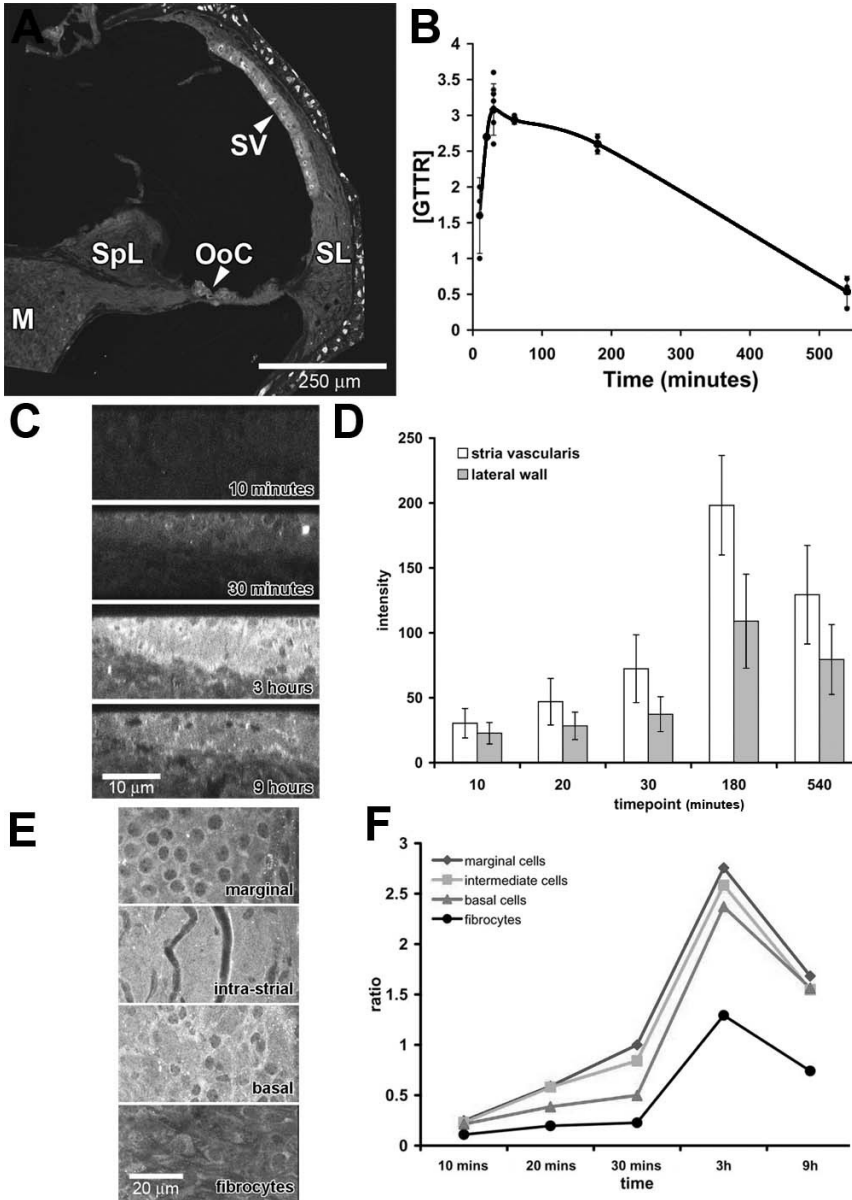 A
SV
SpL
OoC
SL
M
250 µm
B
[GTTR]
4
3.5
3
2.5
2
1.5
1
0.5
0
0 100 200 300 400 500
Time (minutes)
C
10 minutes
30 minutes
3 hours
9 hours
10 µm
D
stria vascularis
lateral wall
intensity
250
200
150
100
50
0
10 20 30 180 540
timepoint (minutes)
E
marginal
intra-strial
basal
fibrocytes
20 µm
F
marginal cells
intermediate cells
basal cells
fibrocytes
ratio
3
2.5
2
1.5
1
0.5
0
10 mins 20 mins 30 mins 3h 9h
time